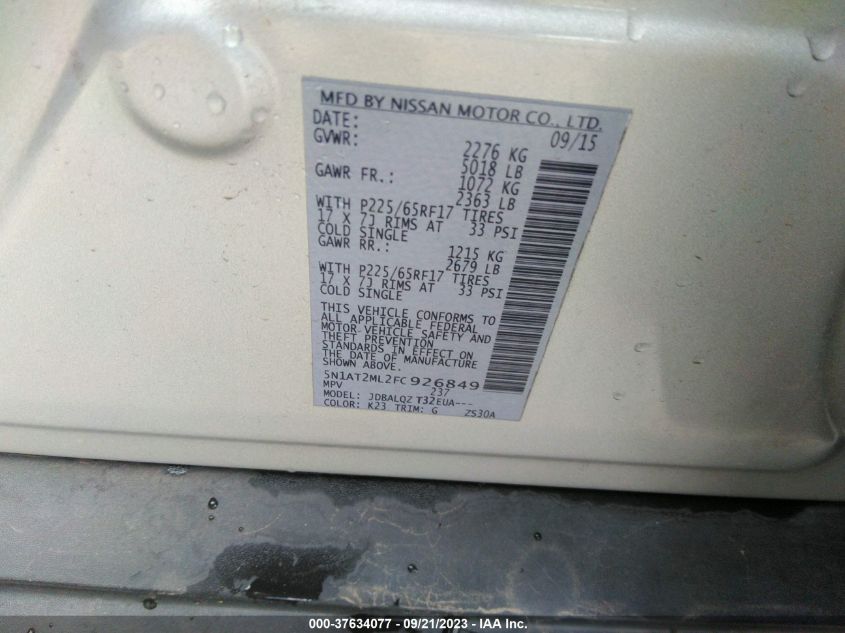 MFD BY NISSAN MOTOR CO., LTD.
DATE: 09/15
GVWR: 2276 KG
5018 LB
GAWR FR.: 1072 KG
2363 LB
WITH P225/65RF17 TIRES
17 X 7J RIMS AT 33 PSI
COLD SINGLE
GAWR RR.: 1215 KG
2679 LB
WITH P225/65RF17 TIRES
17 X 7J RIMS AT 33 PSI
COLD SINGLE
THIS VEHICLE CONFORMS TO
ALL APPLICABLE FEDERAL
MOTOR VEHICLE SAFETY AND
THEFT PREVENTION
STANDARDS IN EFFECT ON
THE DATE OF MANUFACTURE
SHOWN ABOVE.
5N1AT2ML2FC926849
MPV 237
MODEL: JDBALQZ T32EUA---
COLOR: K23 TRIM: G ZS30A
000-37634077 - 09/21/2023 - IAA Inc.